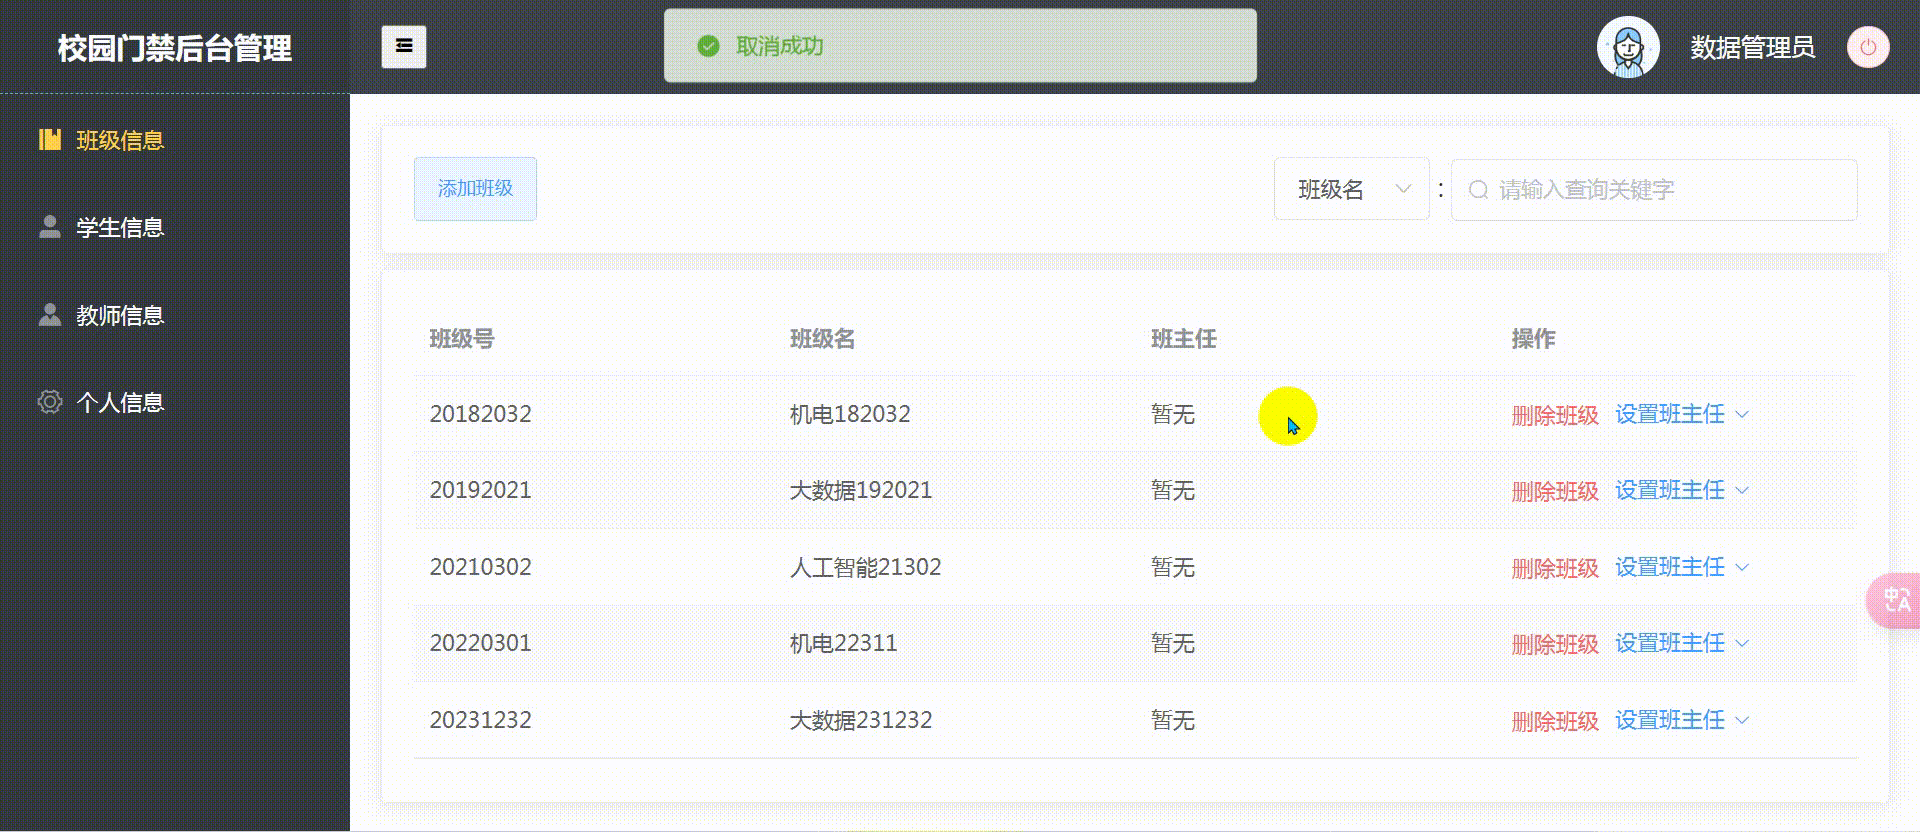 校园门禁后台管理
取消成功
数据管理员
班级信息
学生信息
教师信息
个人信息
添加班级
班级名 : 请输入查询关键字
班级号 班级名 班主任 操作
20182032 机电182032 暂无 删除班级 设置班主任
20192021 大数据192021 暂无 删除班级 设置班主任
20210302 人工智能21302 暂无 删除班级 设置班主任
20220301 机电22311 暂无 删除班级 设置班主任
20231232 大数据231232 暂无 删除班级 设置班主任
中A